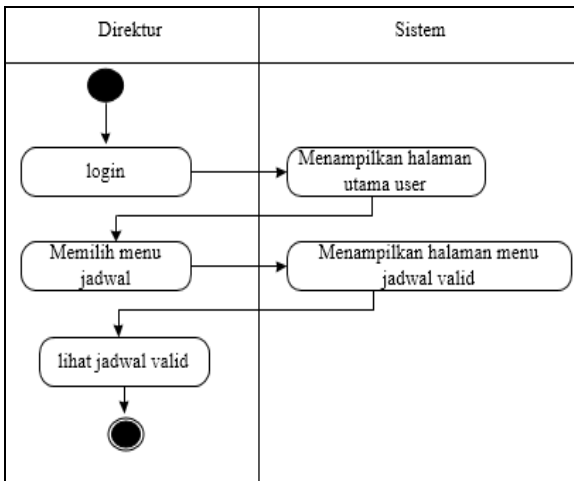 Direktur
Sistem
login
Menampilkan halaman
utama user
Memilih menu
jadwal
Menampilkan halaman menu
jadwal valid
lihat jadwal valid